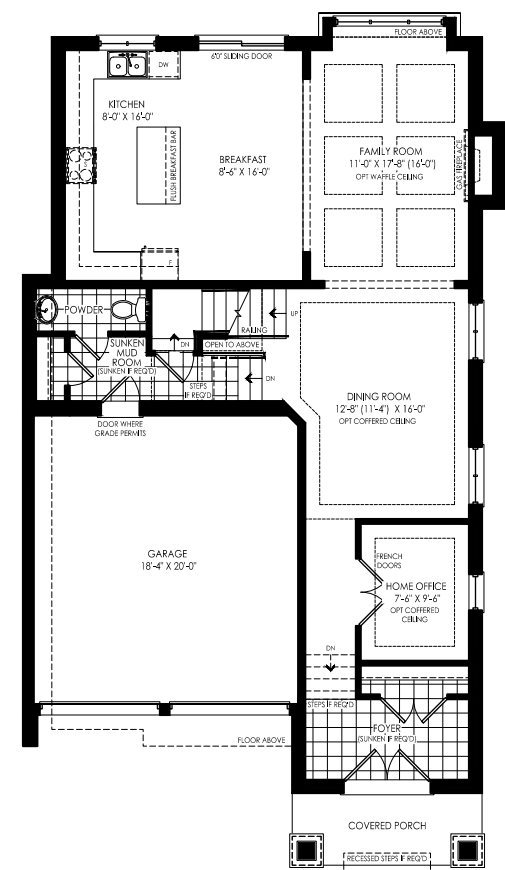 FLOOR ABOVE
DW
6'0" SLIDING DOOR
KITCHEN
8'-0" X 16'-0"
FLUSH BREAKFAST BAR
BREAKFAST
8'-6" X 16'-0"
FAMILY ROOM
11'-0" X 17'-8" (16'-0")
OPT WAFFLE CEILING
GAS FIREPLACE
F
POWDER
UP
RAILING
DN
OPEN TO ABOVE
SUNKEN
MUD
ROOM
(SUNKEN IF REQ'D)
STEPS
IF REQ'D
DN
DOOR WHERE
GRADE PERMITS
DINING ROOM
12'-8" (11'-4") X 16'-0"
OPT COFFERED CEILING
GARAGE
18'-4" X 20'-0"
FRENCH
DOORS
HOME OFFICE
7'-6" X 9'-6"
OPT COFFERED
CEILING
DN
STEPS IF REQ'D
FOYER
(SUNKEN IF REQ'D)
FLOOR ABOVE
COVERED PORCH
RECESSED STEPS IF REQ'D